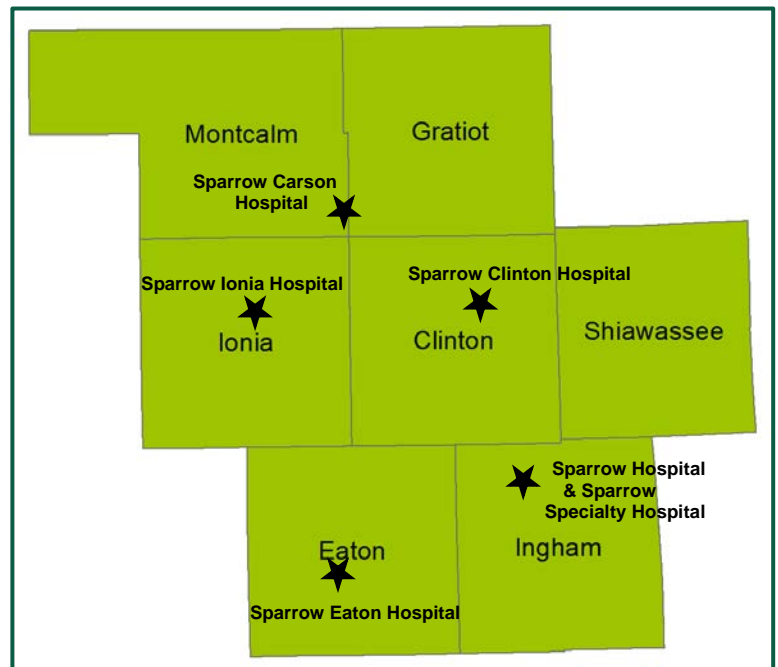 Montcalm
Gratiot
Sparrow Carson
Hospital
Sparrow Ionia Hospital
Sparrow Clinton Hospital
Ionia
Clinton
Shiawassee
Sparrow Hospital
& Sparrow
Specialty Hospital
Eaton
Ingham
Sparrow Eaton Hospital